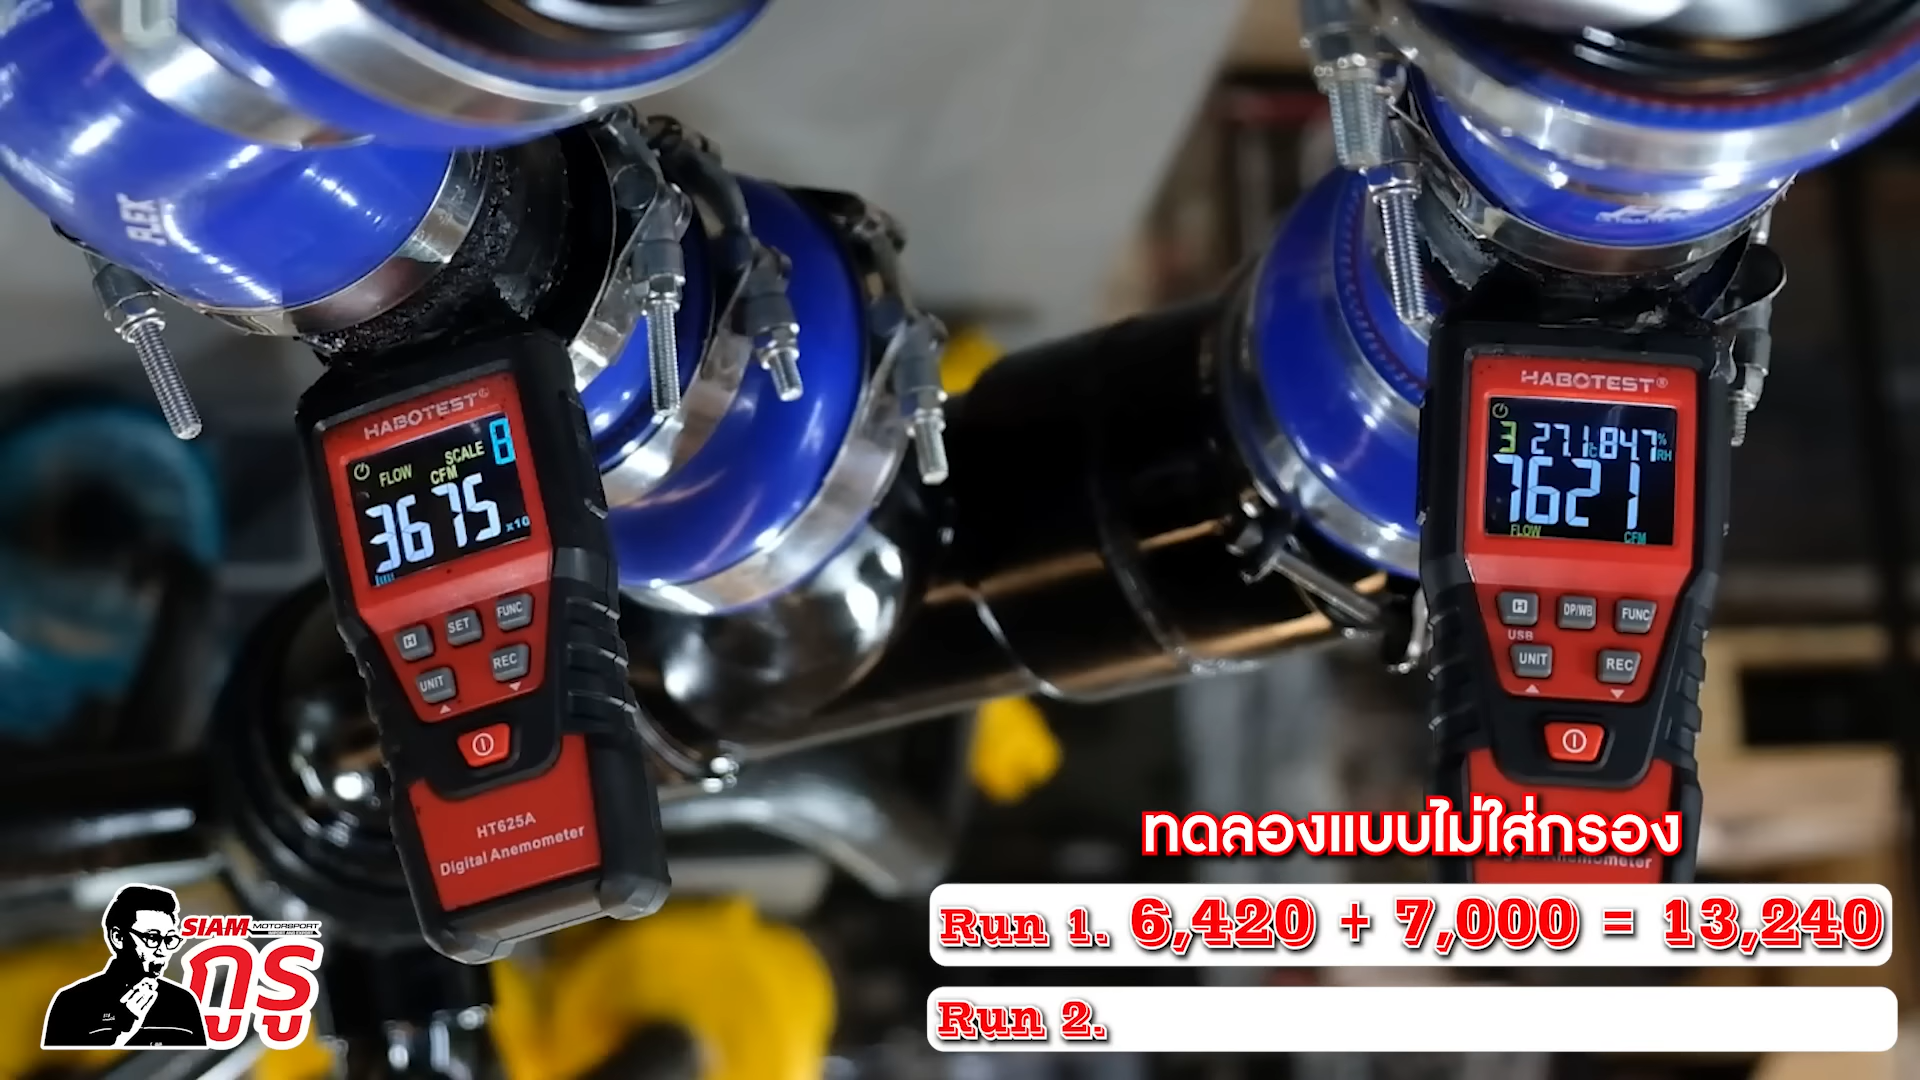 FLEX
HABOTEST®
SCALE 8
FLOW CFM
3675 x10
SET FUNC
UNIT REC
HT625A
Digital Anemometer
HABOTEST®
3 27.1°C 84.7% RH
7621
FLOW CFM
H DP/WB FUNC
USB
UNIT REC
ทดลองแบบไม่ใส่กรอง
Anemometer
SIAM MOTORSPORT
กูรู
Run 1. 6,420 + 7,000 = 13,240
Run 2.